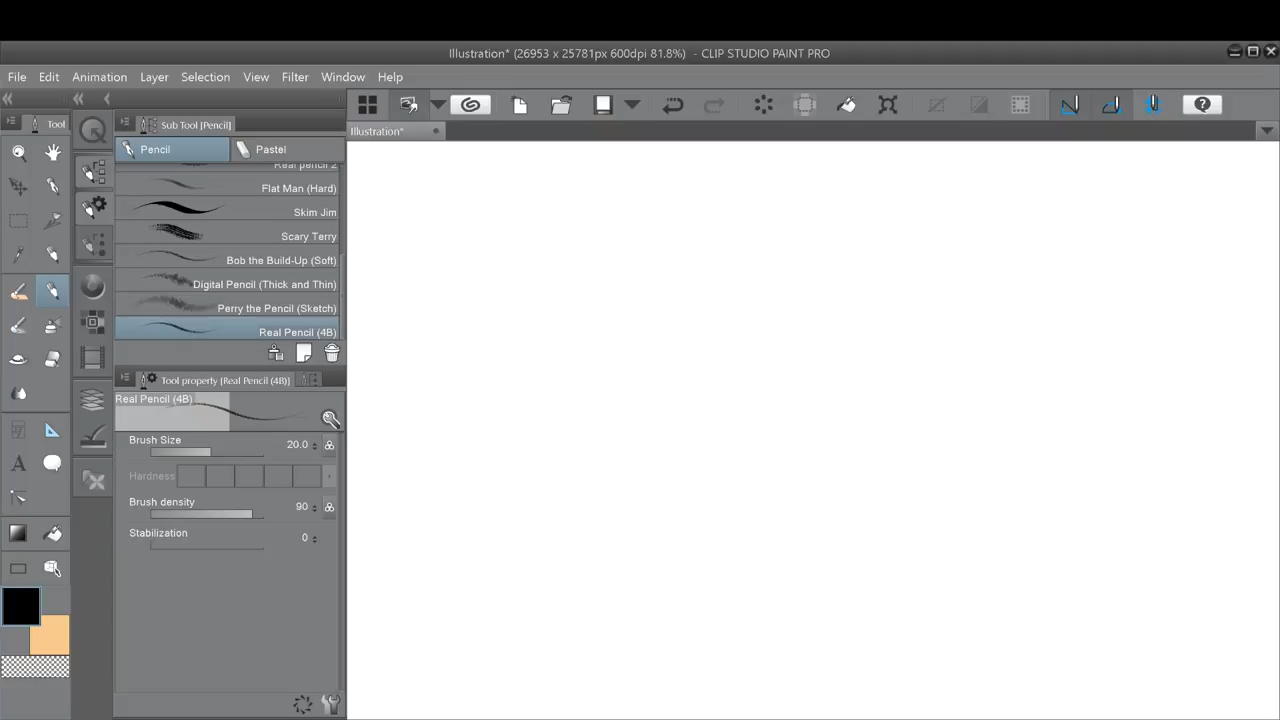 Illustration* (26953 x 25781px 600dpi 81.8%) - CLIP STUDIO PAINT PRO
File Edit Animation Layer Selection View Filter Window Help
Tool
Sub Tool [Pencil]
Illustration*
Pencil Pastel
Real pencil 2
Flat Man (Hard)
Skim Jim
Scary Terry
Bob the Build-Up (Soft)
Digital Pencil (Thick and Thin)
Perry the Pencil (Sketch)
Real Pencil (4B)
Tool property [Real Pencil (4B)]
Real Pencil (4B)
Brush Size 20.0
Hardness
Brush density 90
Stabilization 0